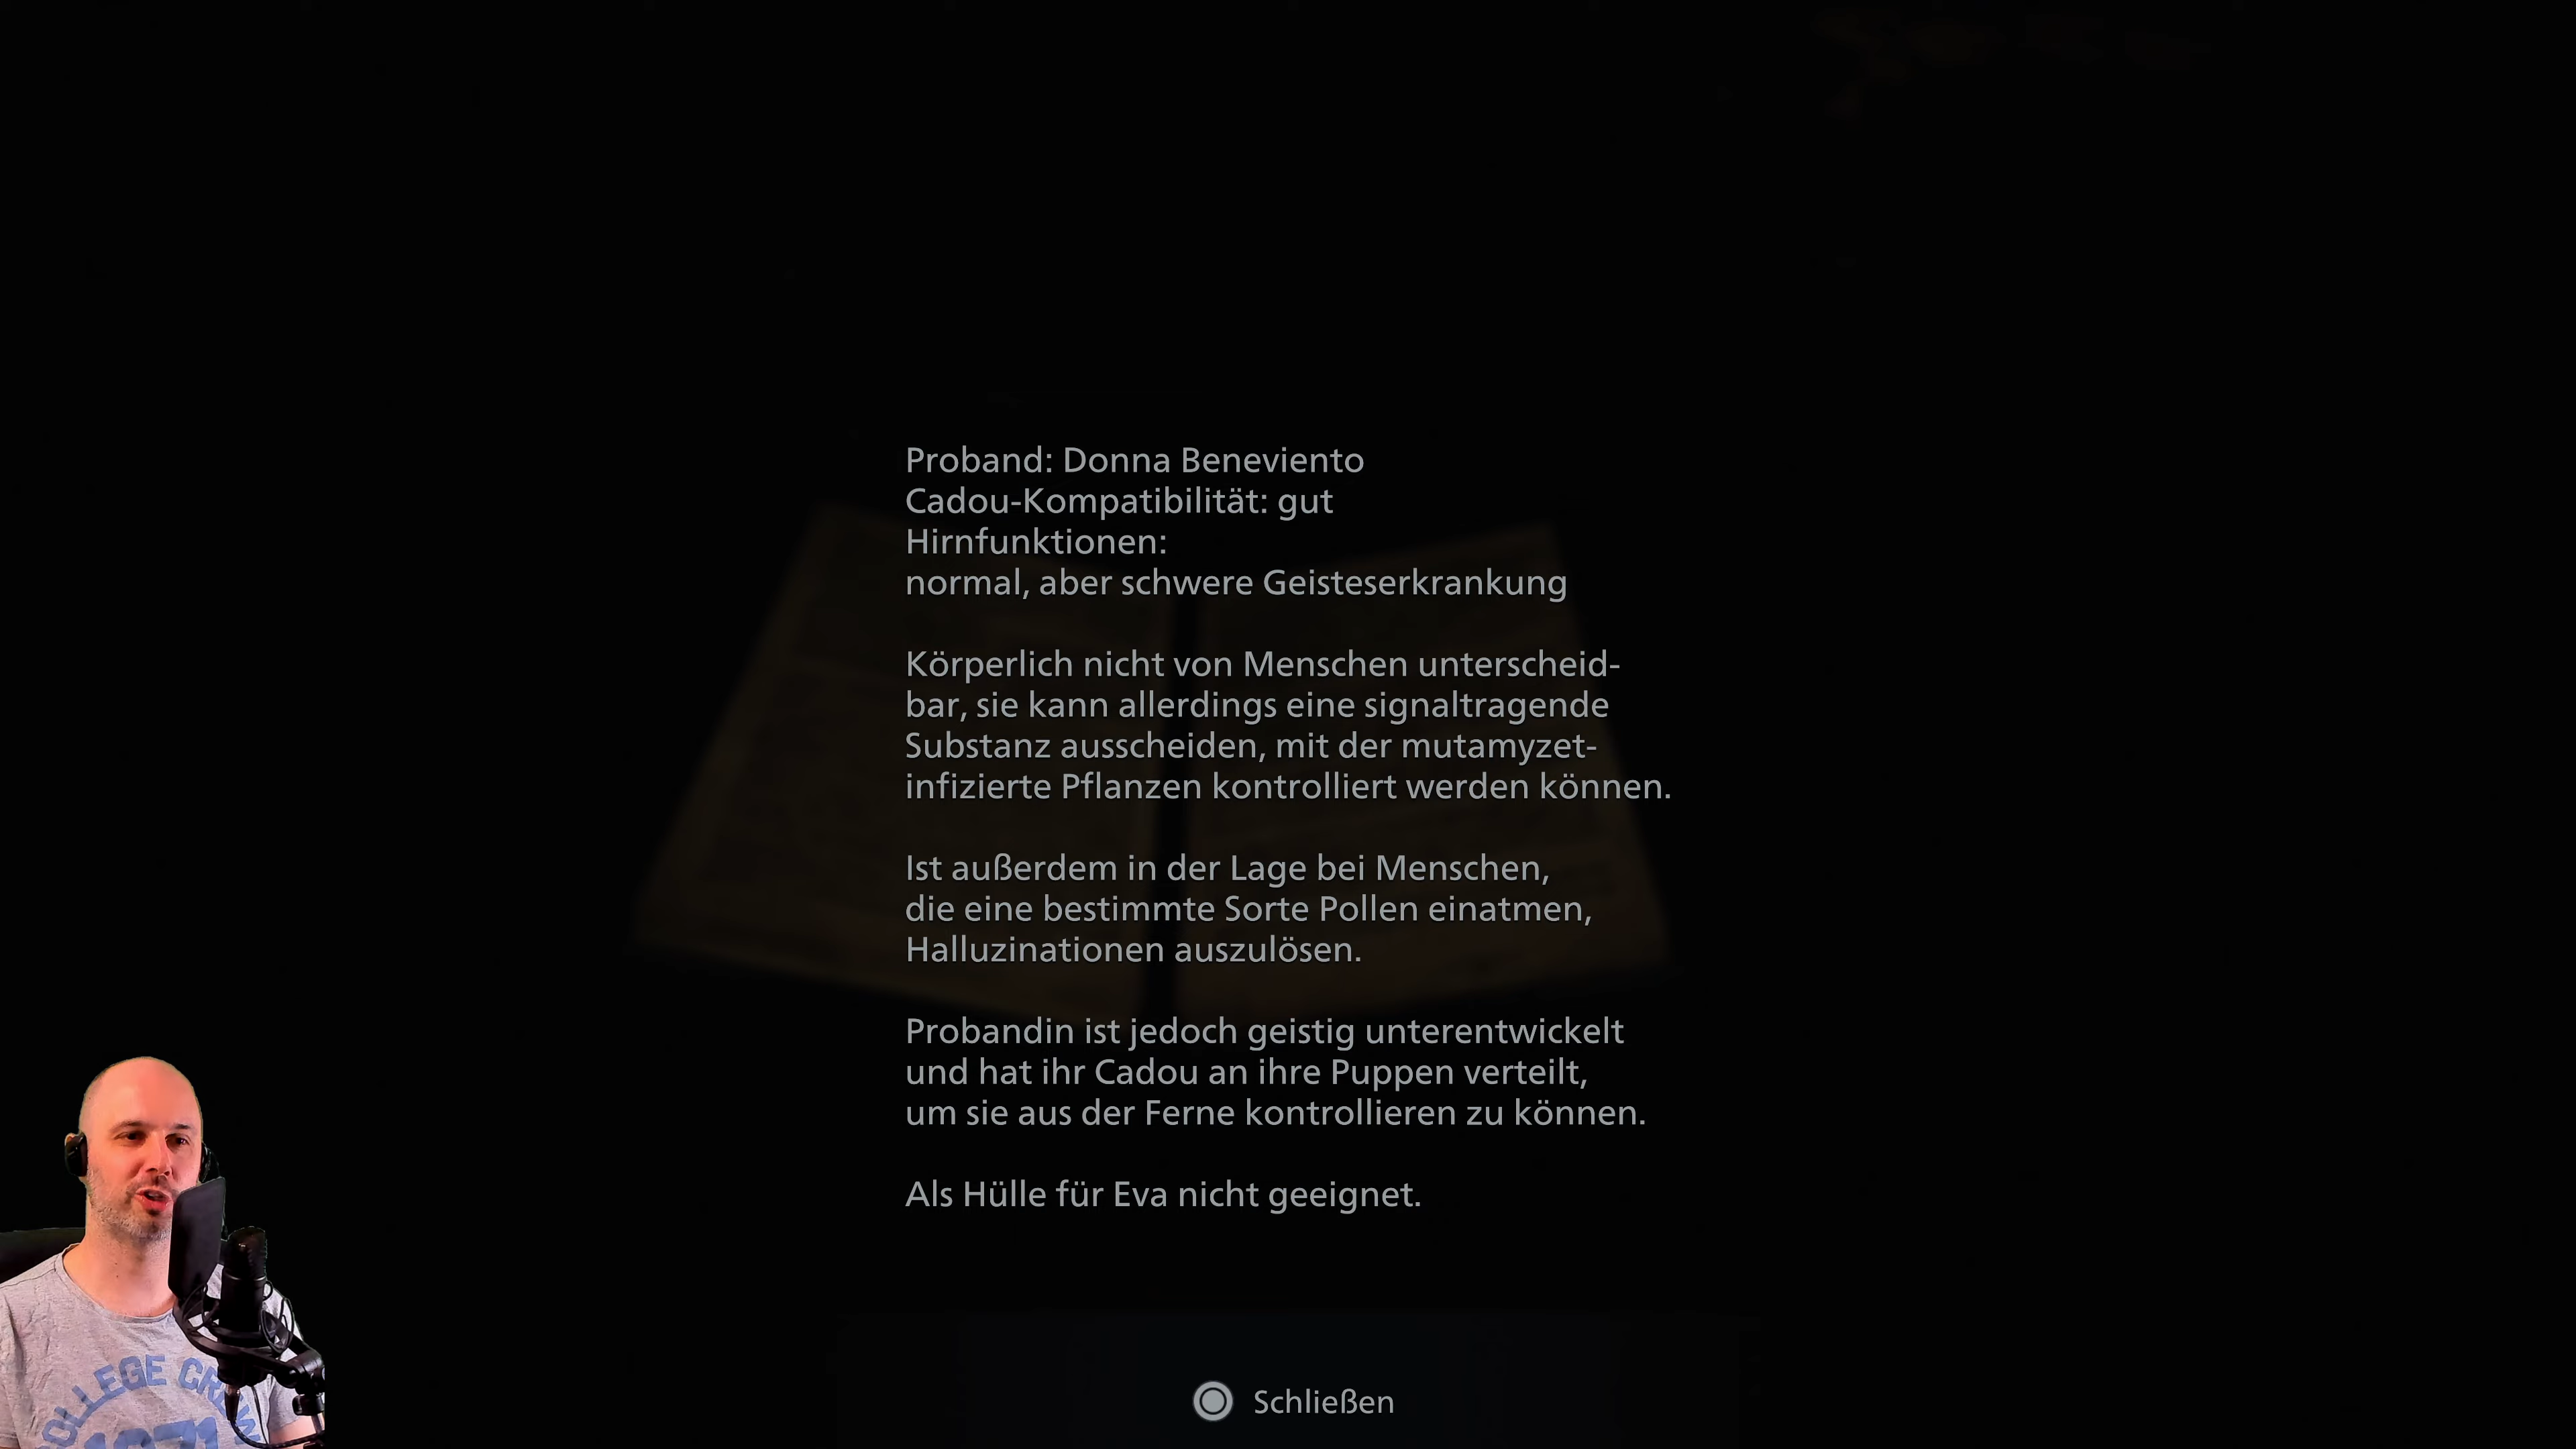 Proband: Donna Beneviento
Cadou-Kompatibilität: gut
Hirnfunktionen:
normal, aber schwere Geisteserkrankung
Körperlich nicht von Menschen unterscheid-
bar, sie kann allerdings eine signaltragende
Substanz ausscheiden, mit der mutamyzet-
infizierte Pflanzen kontrolliert werden können.
Ist außerdem in der Lage bei Menschen,
die eine bestimmte Sorte Pollen einatmen,
Halluzinationen auszulösen.
Probandin ist jedoch geistig unterentwickelt
und hat ihr Cadou an ihre Puppen verteilt,
um sie aus der Ferne kontrollieren zu können.
Als Hülle für Eva nicht geeignet.
Schließen
COLLEGE